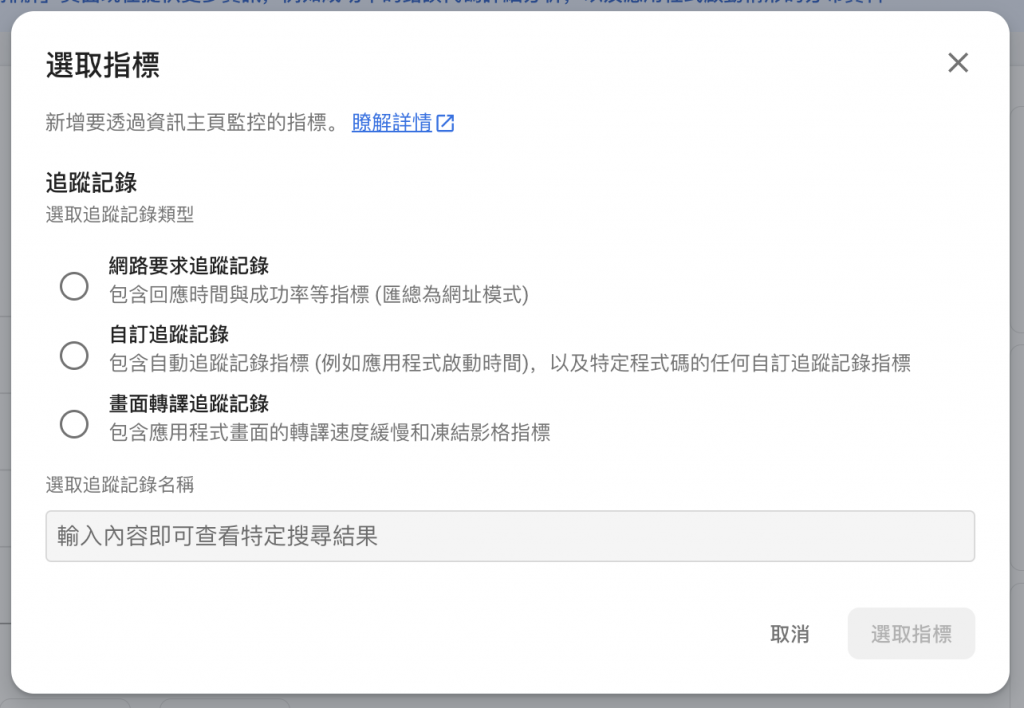 選取指標
新增要透過資訊主頁監控的指標。 瞭解詳情
追蹤記錄
選取追蹤記錄類型
網路要求追蹤記錄
包含回應時間與成功率等指標 (匯總為網址模式)
自訂追蹤記錄
包含自動追蹤記錄指標 (例如應用程式啟動時間)，以及特定程式碼的任何自訂追蹤記錄指標
畫面轉譯追蹤記錄
包含應用程式畫面的轉譯速度緩慢和凍結影格指標
選取追蹤記錄名稱
輸入內容即可查看特定搜尋結果
取消
選取指標